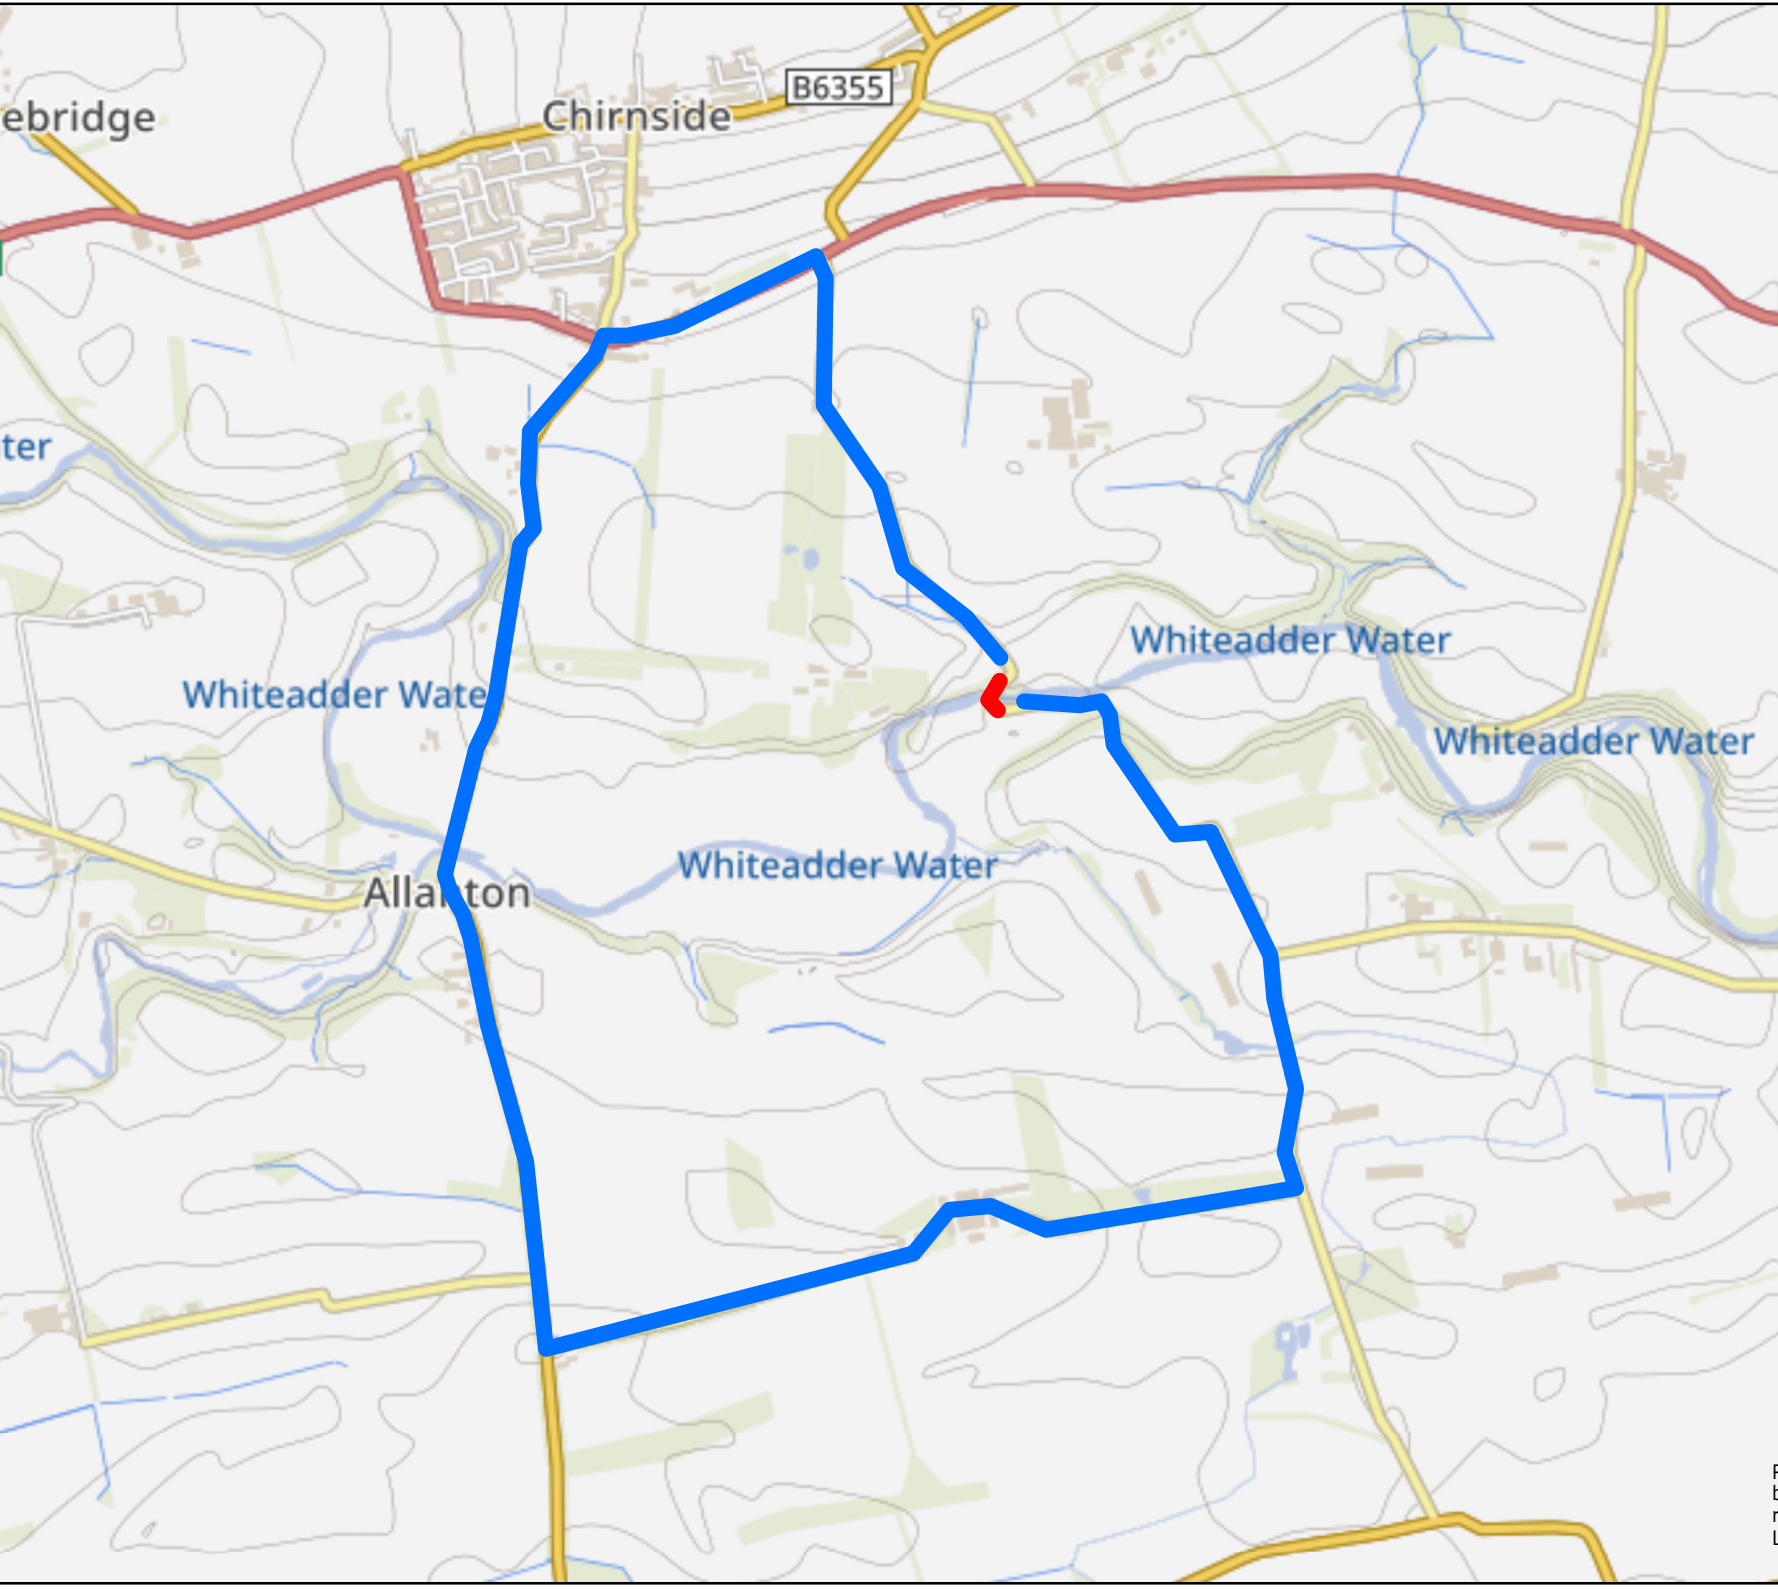 B6355
Chirnside
ebridge
ter
Whiteadder Water
Whiteadder Wate
Whiteadder Water
Whiteadder Water
Allanton